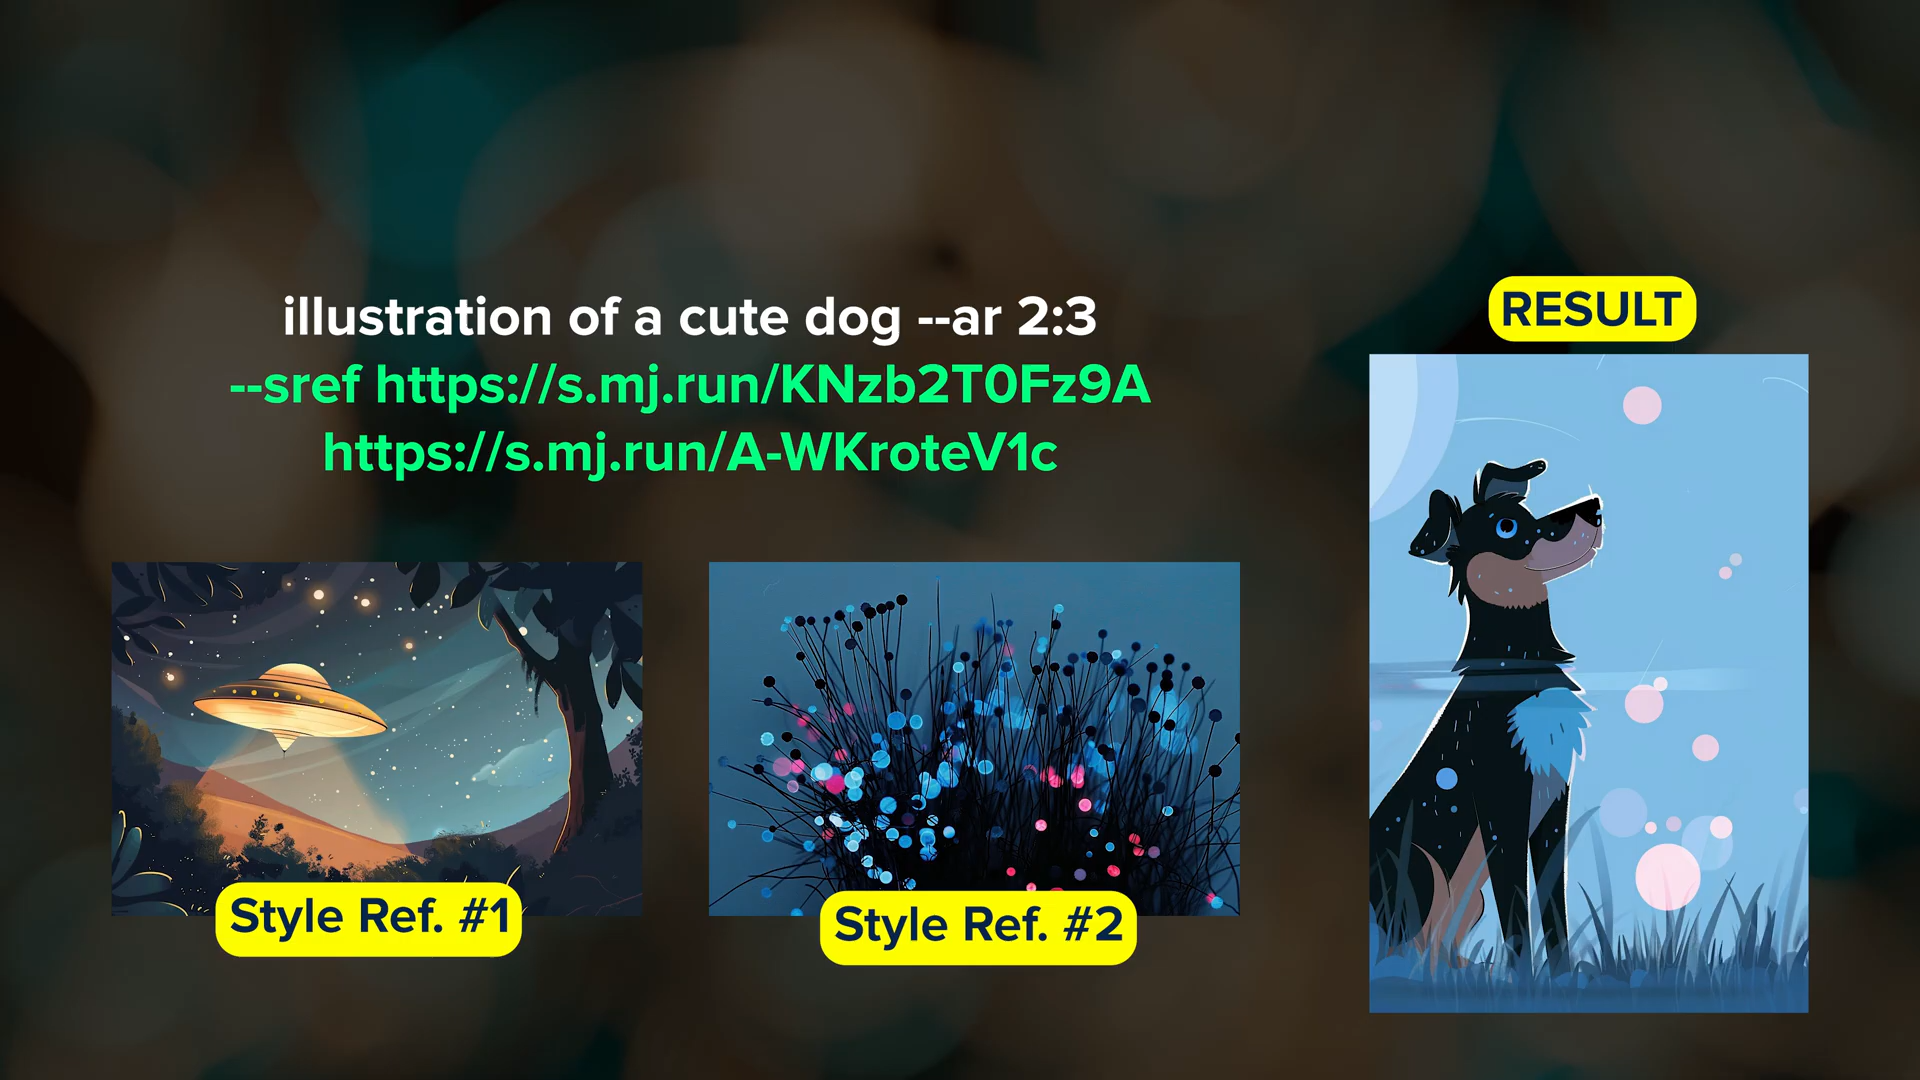 illustration of a cute dog --ar 2:3
--sref https://s.mj.run/KNzb2T0Fz9A
https://s.mj.run/A-WKroteV1c
RESULT
Style Ref. #1
Style Ref. #2